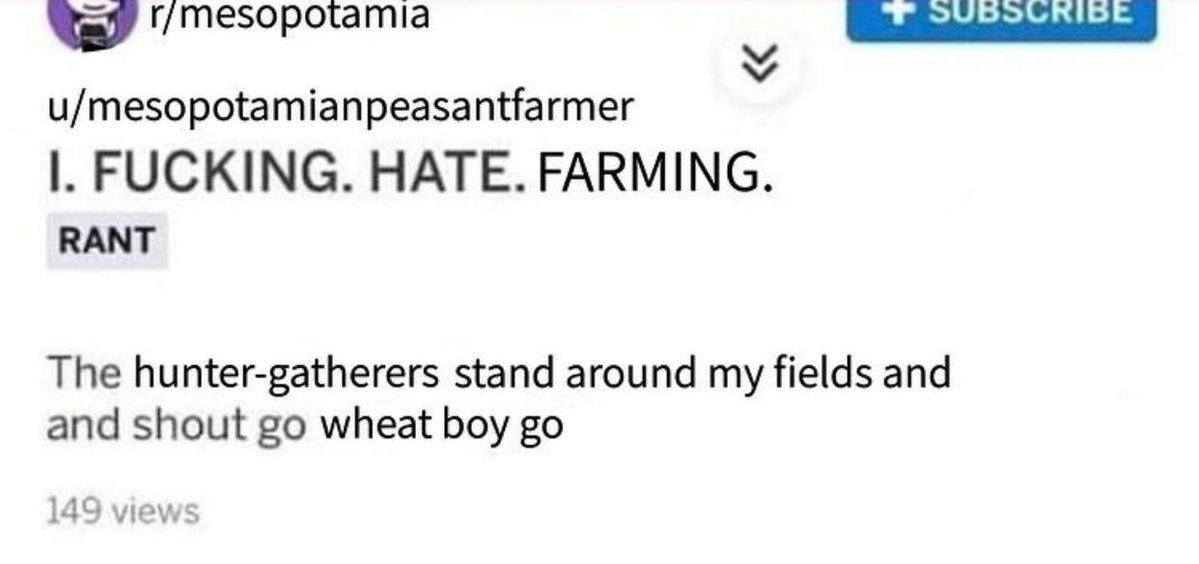 r/mesopotamia
+ SUBSCRIBE
u/mesopotamianpeasantfarmer
I. FUCKING. HATE. FARMING.
RANT
The hunter-gatherers stand around my fields and
and shout go wheat boy go
149 views